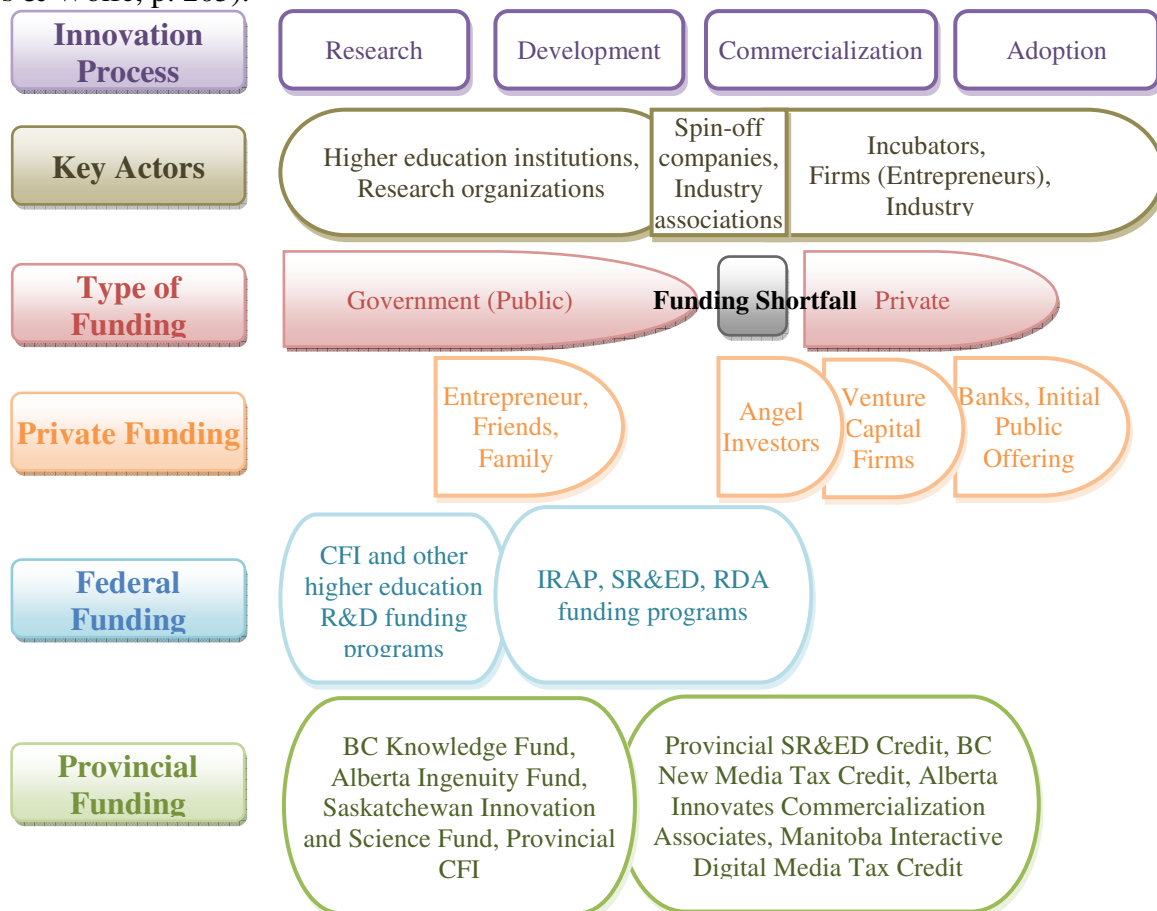 s & Wolfe, p. 265).
Innovation
Process
Research
Development
Commercialization
Adoption
Key Actors
Higher education institutions,
Research organizations
Spin-off
companies,
Industry
associations
Incubators,
Firms (Entrepreneurs),
Industry
Type of
Funding
Government (Public)
Funding Shortfall
Private
Private Funding
Entrepreneur,
Friends,
Family
Angel
Investors
Venture
Capital
Firms
Banks, Initial
Public
Offering
Federal
Funding
CFI and other
higher education
R&D funding
programs
IRAP, SR&ED, RDA
funding programs
Provincial
Funding
BC Knowledge Fund,
Alberta Ingenuity Fund,
Saskatchewan Innovation
and Science Fund, Provincial
CFI
Provincial SR&ED Credit, BC
New Media Tax Credit, Alberta
Innovates Commercialization
Associates, Manitoba Interactive
Digital Media Tax Credit